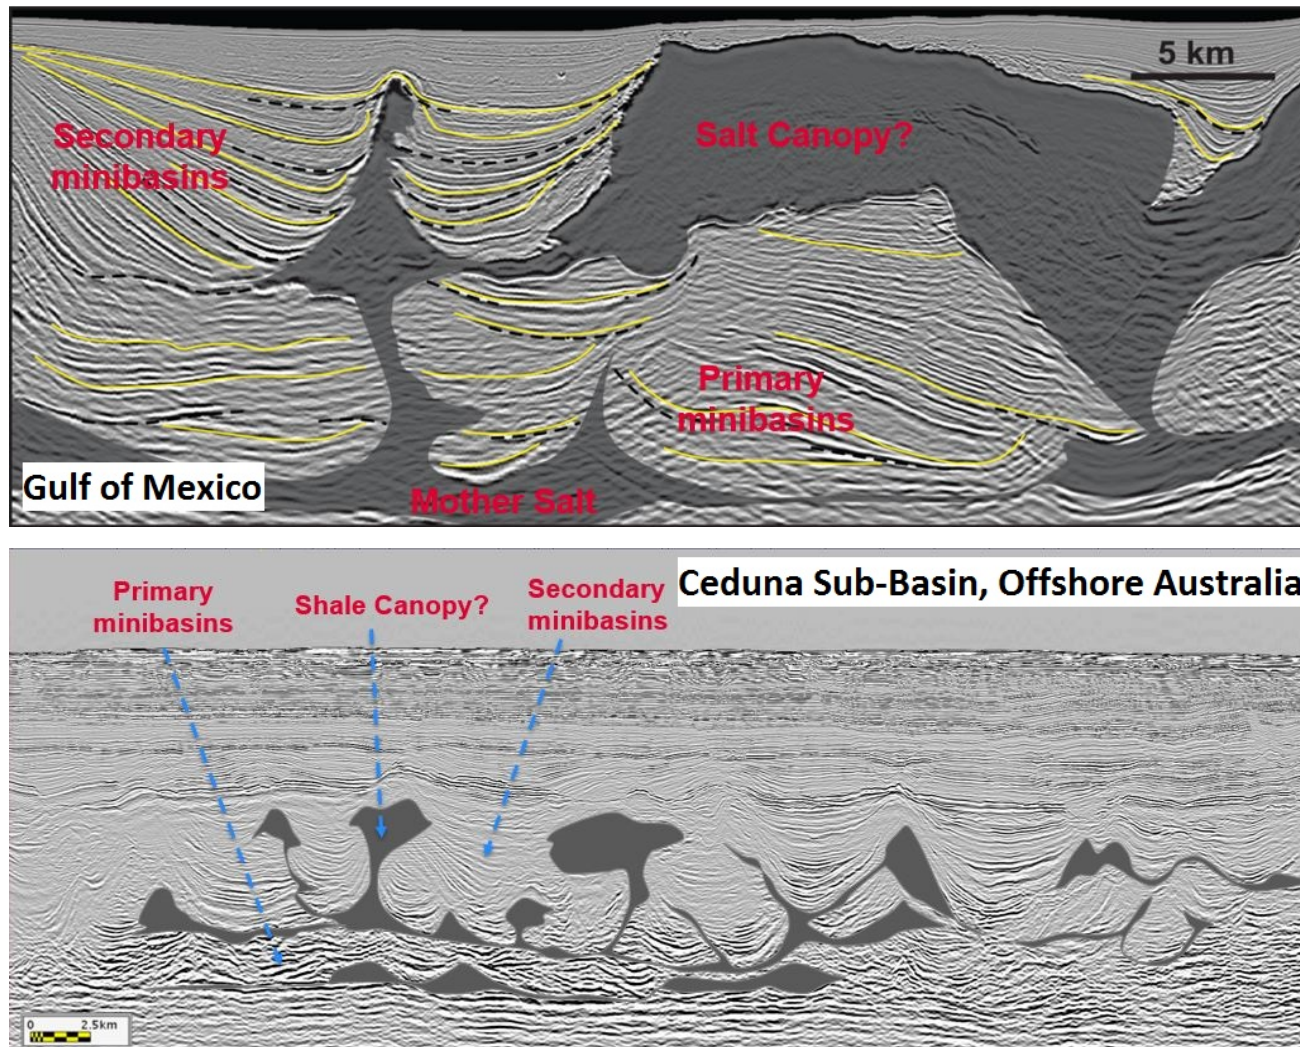 5 km
Secondary
minibasins
Salt Canopy?
Primary
minibasins
Gulf of Mexico
Mother Salt
Primary
minibasins
Shale Canopy?
Secondary
minibasins
Ceduna Sub-Basin, Offshore Australia
0 2.5km